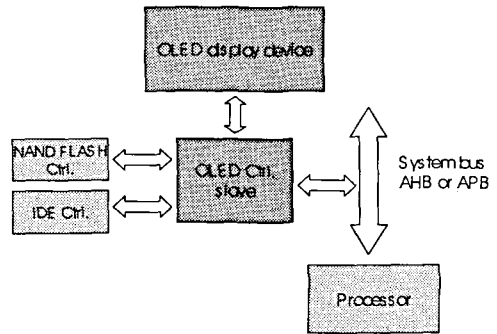 OLED display device
NAND FLASH
Ctrl.
OLED Ctrl.
slave
IDE Ctrl.
System bus
AHB or APB
Processor